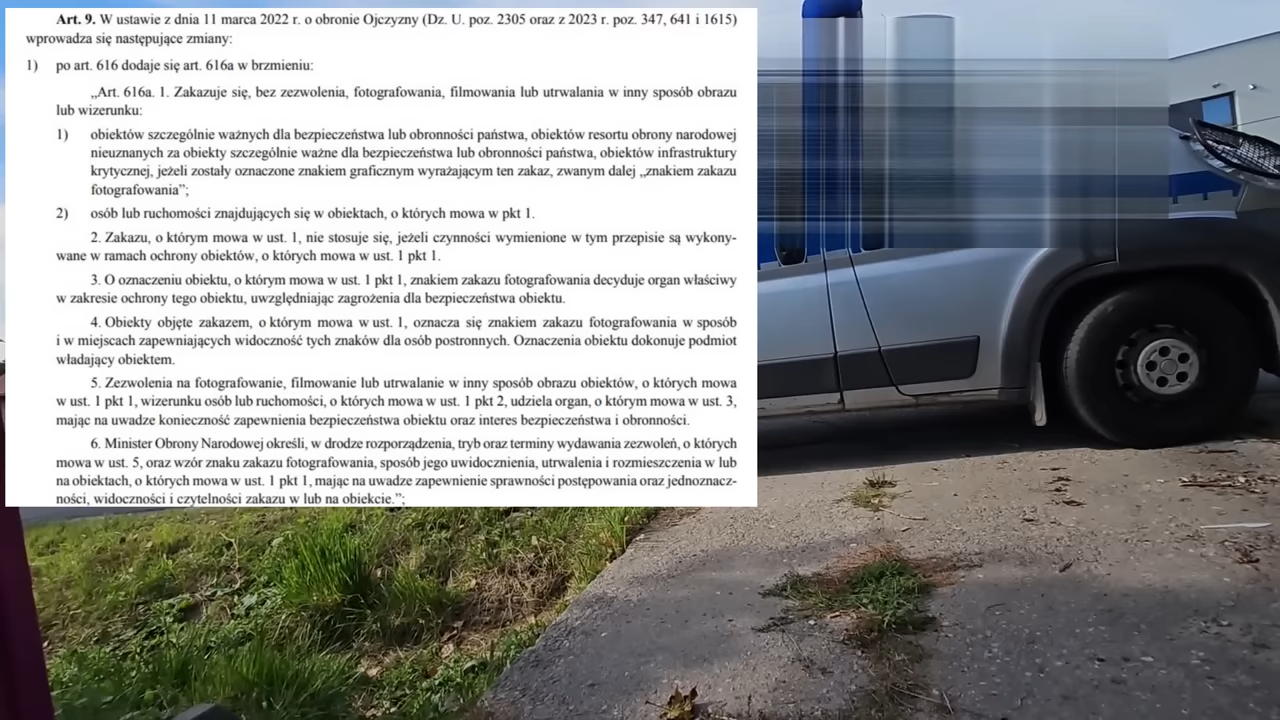 Art. 9. W ustawie z dnia 11 marca 2022 r. o obronie Ojczyzny (Dz. U. poz. 2305 oraz z 2023 r. poz. 347, 641 i 1615)
wprowadza się następujące zmiany:
1) po art. 616 dodaje się art. 616a w brzmieniu:
„Art. 616a. 1. Zakazuje się, bez zezwolenia, fotografowania, filmowania lub utrwalania w inny sposób obrazu
lub wizerunku:
1) obiektów szczególnie ważnych dla bezpieczeństwa lub obronności państwa, obiektów resortu obrony narodowej
nieuznanych za obiekty szczególnie ważne dla bezpieczeństwa lub obronności państwa, obiektów infrastruktury
krytycznej, jeżeli zostały oznaczone znakiem graficznym wyrażającym ten zakaz, zwanym dalej „znakiem zakazu
fotografowania”;
2) osób lub ruchomości znajdujących się w obiektach, o których mowa w pkt 1.
2. Zakazu, o którym mowa w ust. 1, nie stosuje się, jeżeli czynności wymienione w tym przepisie są wykony-
wane w ramach ochrony obiektów, o których mowa w ust. 1 pkt 1.
3. O oznaczeniu obiektu, o którym mowa w ust. 1 pkt 1, znakiem zakazu fotografowania decyduje organ właściwy
w zakresie ochrony tego obiektu, uwzględniając zagrożenia dla bezpieczeństwa obiektu.
4. Obiekty objęte zakazem, o którym mowa w ust. 1, oznacza się znakiem zakazu fotografowania w sposób
i w miejscach zapewniających widoczność tych znaków dla osób postronnych. Oznaczenia obiektu dokonuje podmiot
władający obiektem.
5. Zezwolenia na fotografowanie, filmowanie lub utrwalanie w inny sposób obrazu obiektów, o których mowa
w ust. 1 pkt 1, wizerunku osób lub ruchomości, o których mowa w ust. 1 pkt 2, udziela organ, o którym mowa w ust. 3,
mając na uwadze konieczność zapewnienia bezpieczeństwa obiektu oraz interes bezpieczeństwa i obronności.
6. Minister Obrony Narodowej określi, w drodze rozporządzenia, tryb oraz terminy wydawania zezwoleń, o których
mowa w ust. 5, oraz wzór znaku zakazu fotografowania, sposób jego uwidocznienia, utrwalenia i rozmieszczenia w lub
na obiektach, o których mowa w ust. 1 pkt 1, mając na uwadze zapewnienie sprawności postępowania oraz jednoznacz-
ności, widoczności i czytelności zakazu w lub na obiekcie.”;